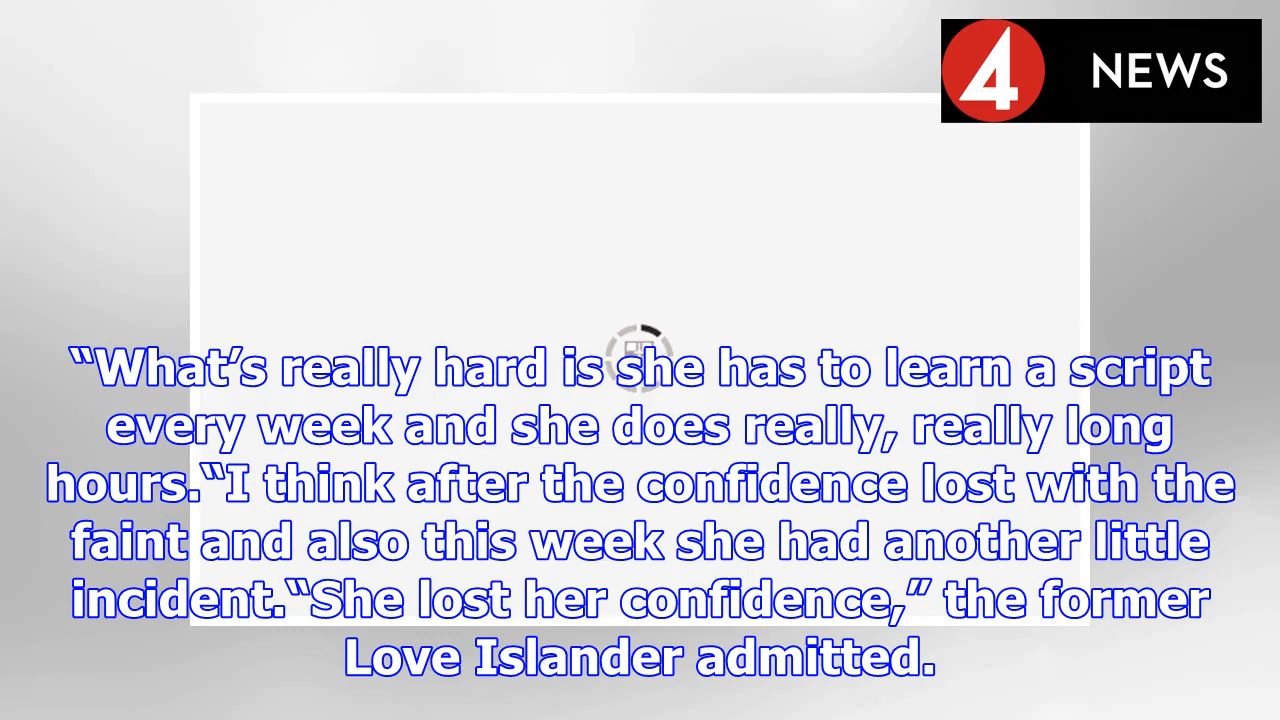 4 NEWS
“What’s really hard is she has to learn a script
every week and she does really, really long
hours.“I think after the confidence lost with the
faint and also this week she had another little
incident.“She lost her confidence,” the former
Love Islander admitted.